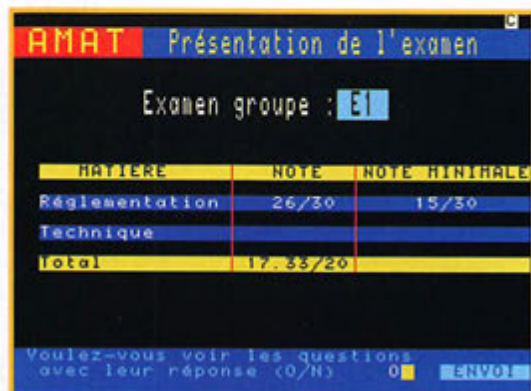 C
AMAT Présentation de l'examen
Examen groupe : E1
MATIERE NOTE NOTE MINIMALE
Réglementation 26/30 15/30
Technique
Total 17.33/20
Voulez-vous voir les questions
avec leur réponse (O/N) O ENVOI